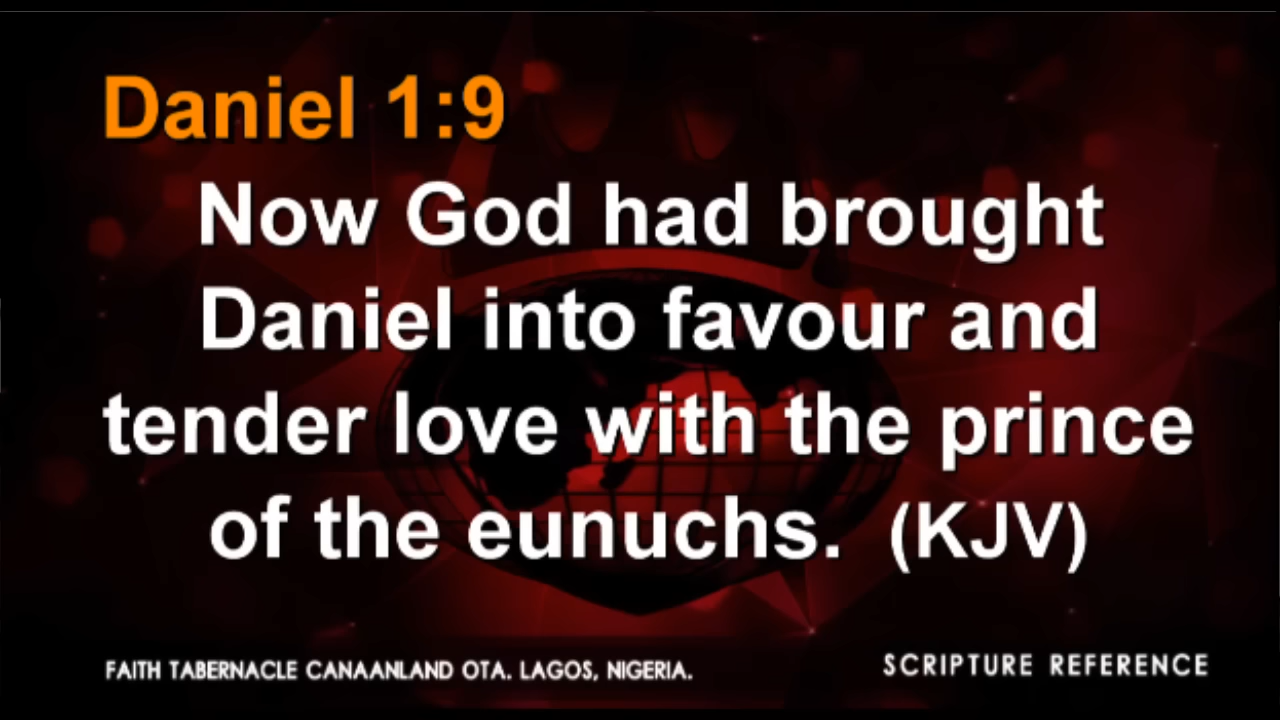 Daniel 1:9
Now God had brought
Daniel into favour and
tender love with the prince
of the eunuchs. (KJV)
FAITH TABERNACLE CANAANLAND OTA. LAGOS, NIGERIA.
SCRIPTURE REFERENCE